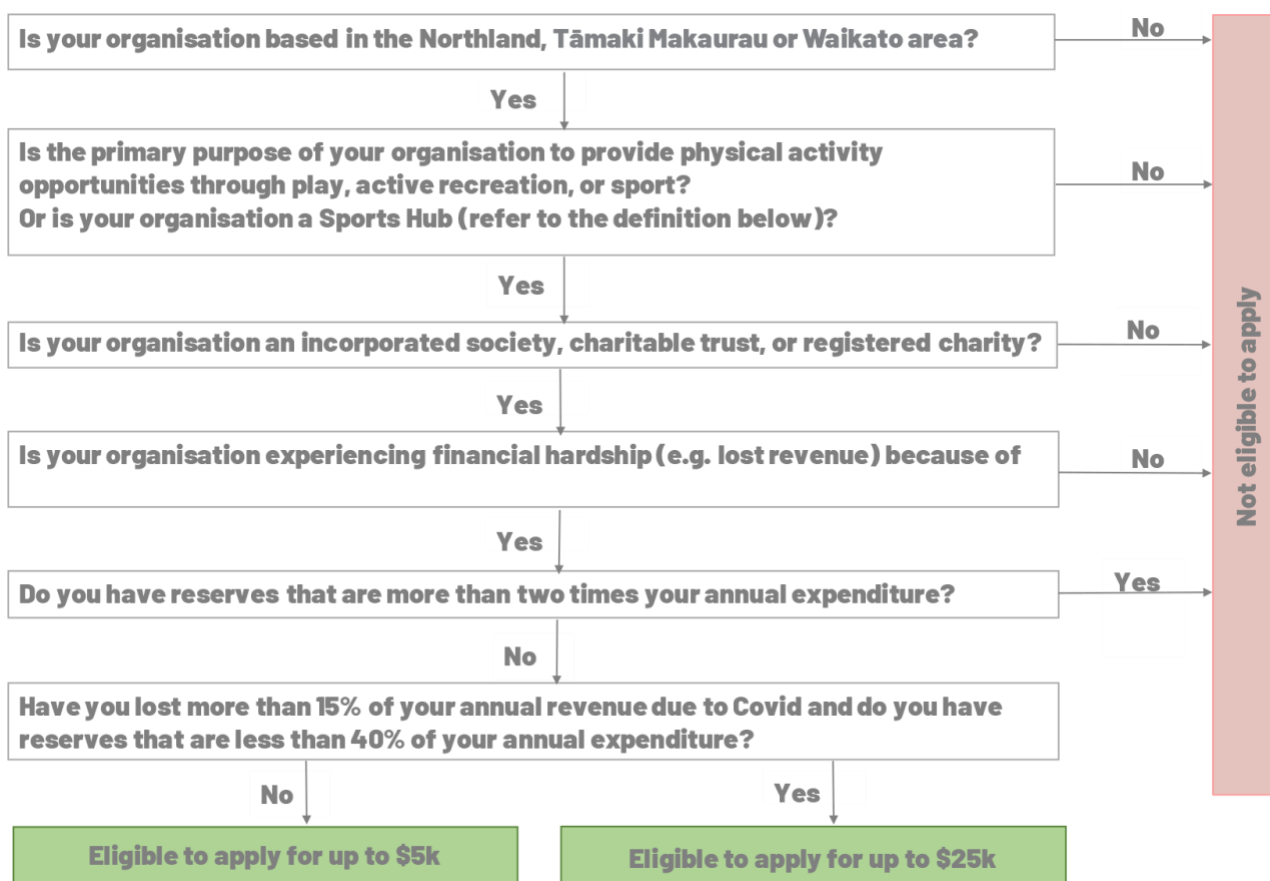 Is your organisation based in the Northland, Tāmaki Makaurau or Waikato area?
No
Yes
Is the primary purpose of your organisation to provide physical activity
opportunities through play, active recreation, or sport?
Or is your organisation a Sports Hub (refer to the definition below)?
No
Yes
Is your organisation an incorporated society, charitable trust, or registered charity?
No
Yes
Is your organisation experiencing financial hardship (e.g. lost revenue) because of
No
Yes
Do you have reserves that are more than two times your annual expenditure?
Yes
No
Have you lost more than 15% of your annual revenue due to Covid and do you have
reserves that are less than 40% of your annual expenditure?
No
Yes
Eligible to apply for up to $5k
Eligible to apply for up to $25k
Not eligible to apply